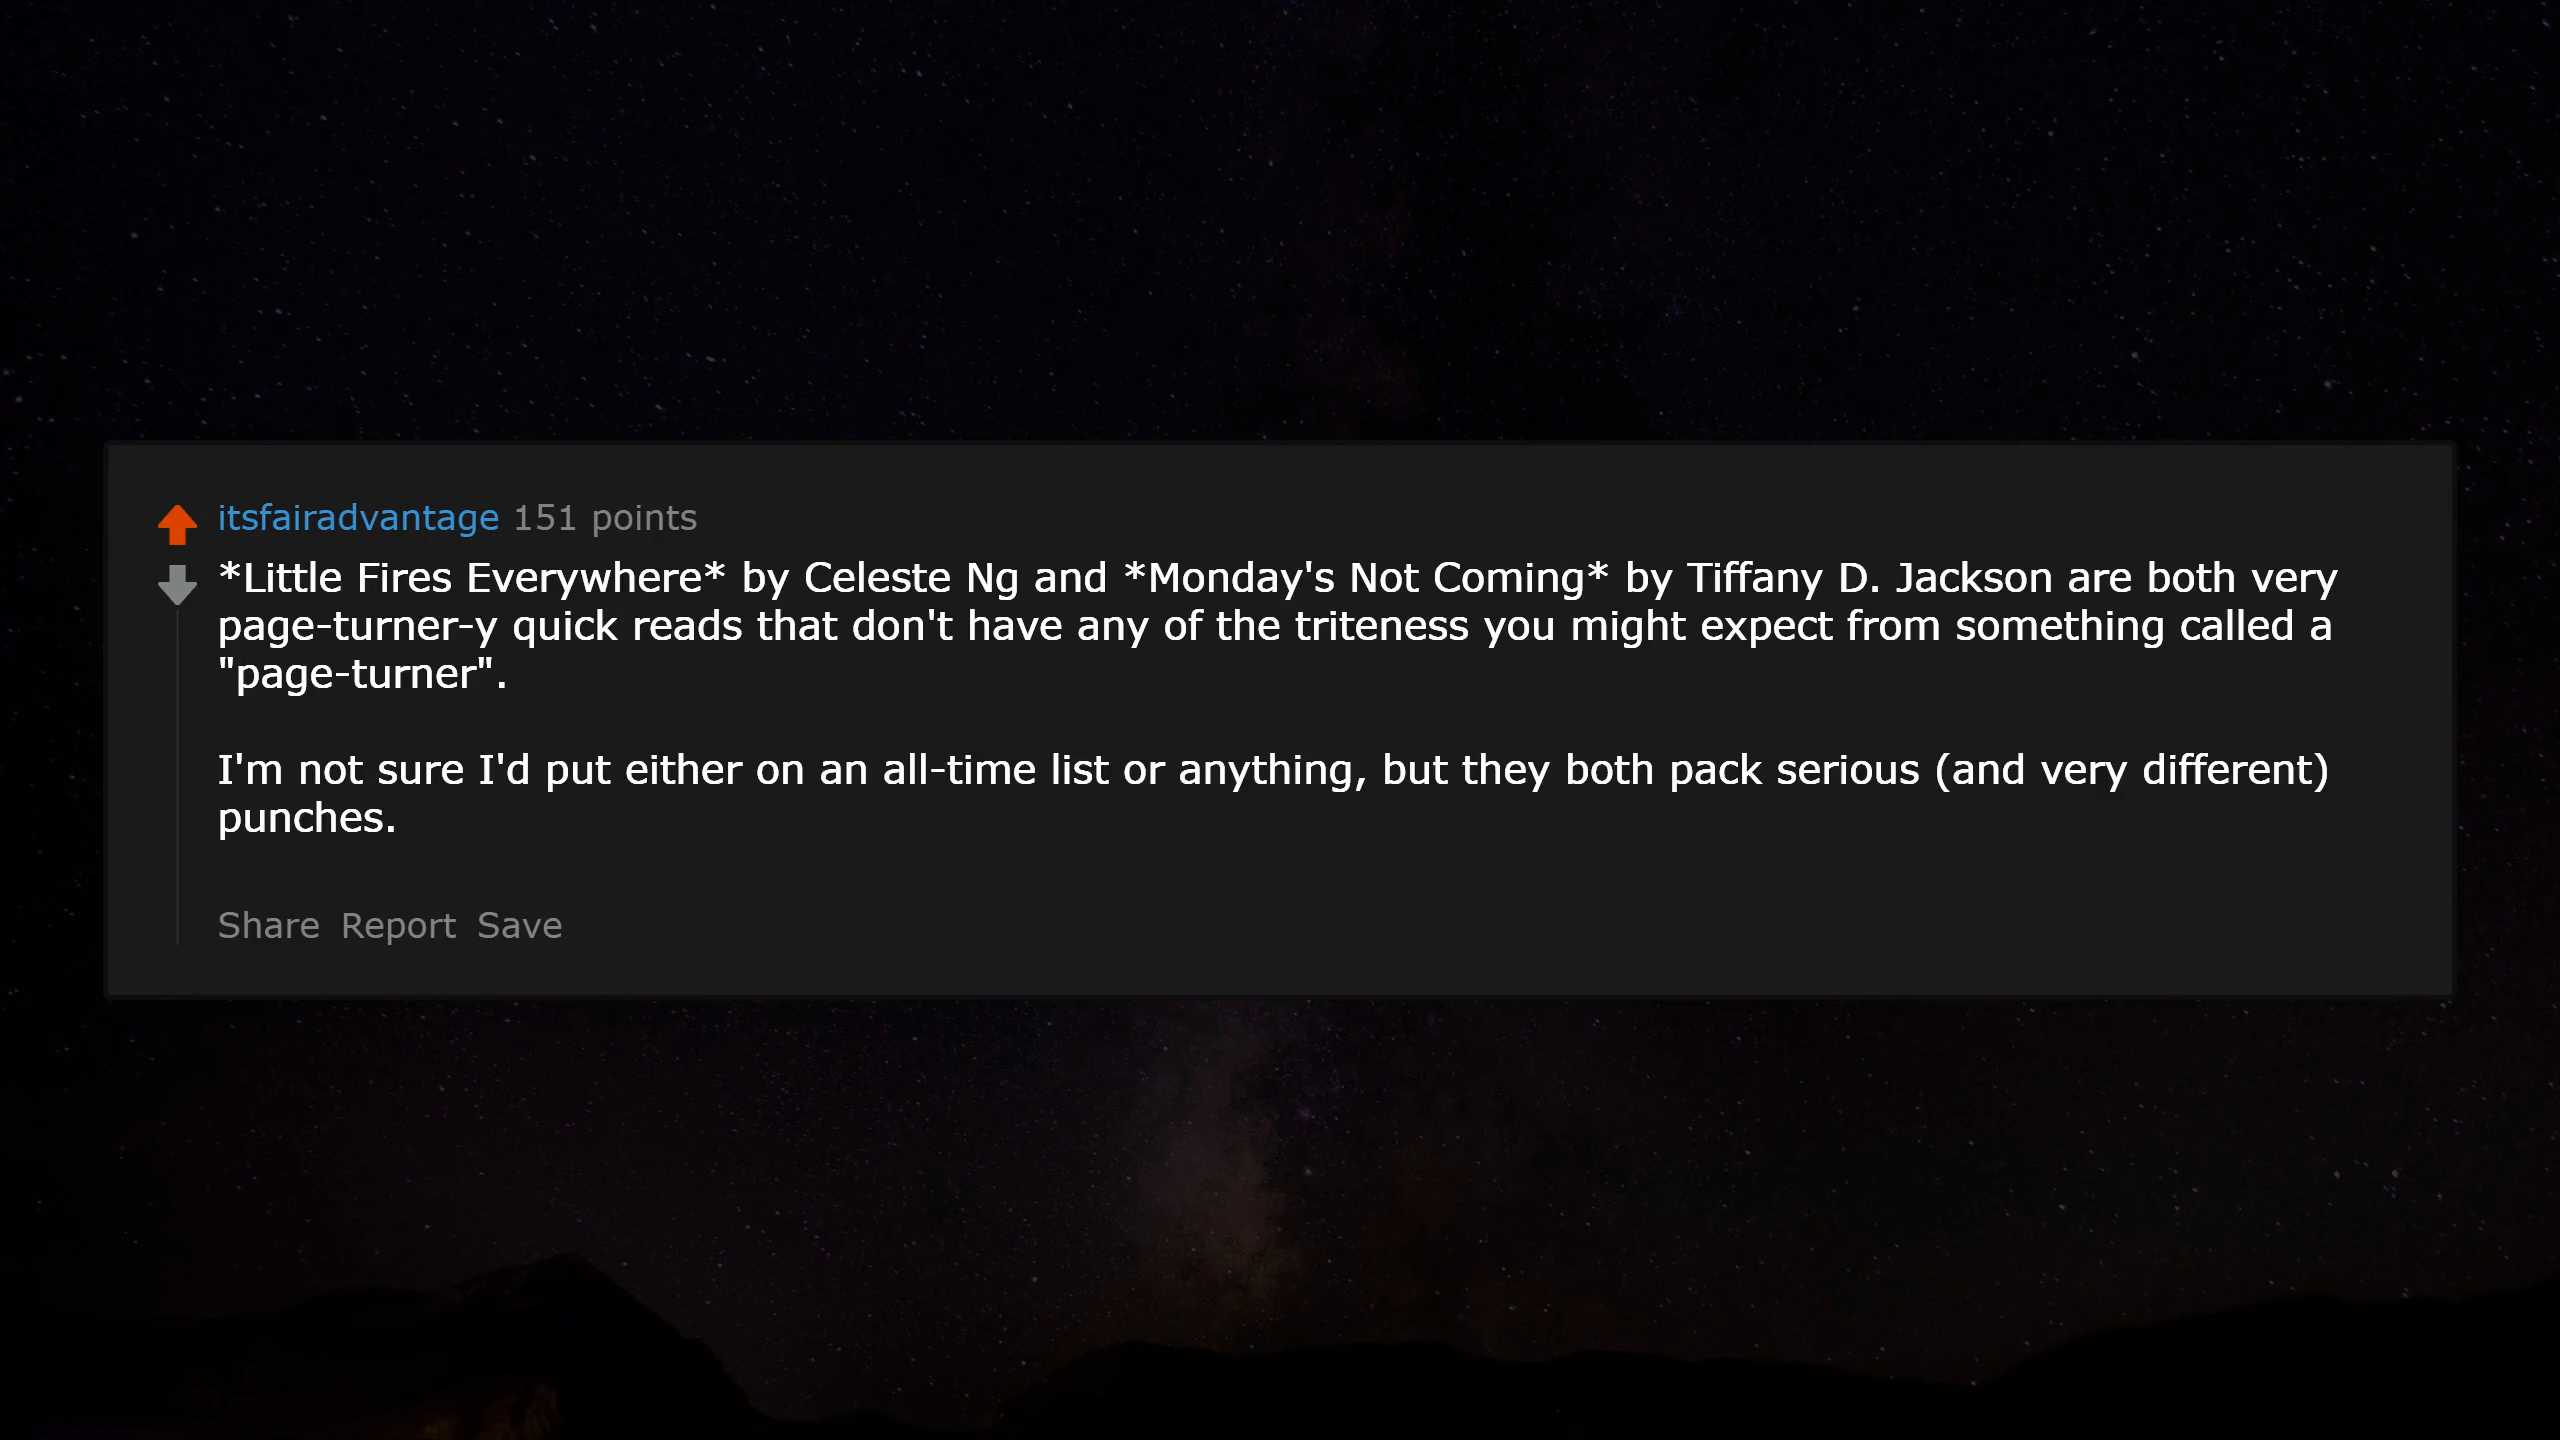 itsfairadvantage 151 points
*Little Fires Everywhere* by Celeste Ng and *Monday's Not Coming* by Tiffany D. Jackson are both very
page-turner-y quick reads that don't have any of the triteness you might expect from something called a
"page-turner".
I'm not sure I'd put either on an all-time list or anything, but they both pack serious (and very different)
punches.
Share Report Save